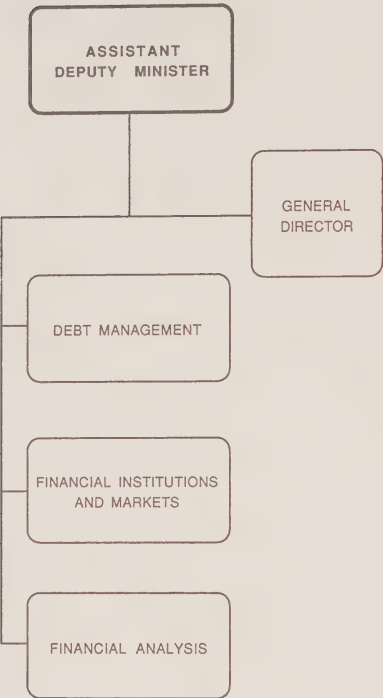 ASSISTANT
DEPUTY MINISTER
GENERAL
DIRECTOR
DEBT MANAGEMENT
FINANCIAL INSTITUTIONS
AND MARKETS
FINANCIAL ANALYSIS